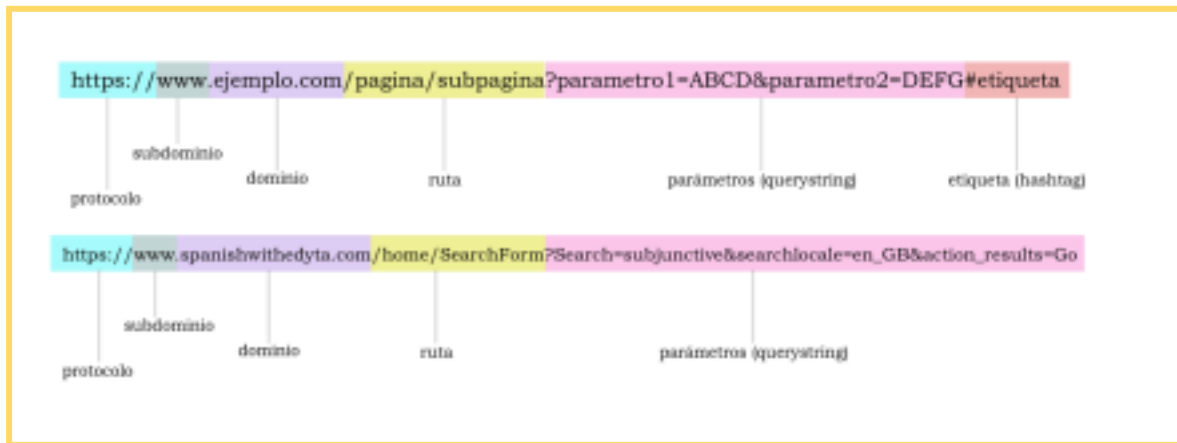 https://www.ejemplo.com/pagina/subpagina?parametro1=ABCD&parametro2=DEFG#etiqueta
subdominio
dominio
ruta
parámetros (querystring)
etiqueta (hashtag)
protocolo
https://www.spanishwithedyta.com/home/SearchForm?Search=subjunctive&searchlocale=en_GB&action_results=Go
subdominio
dominio
ruta
parámetros (querystring)
protocolo